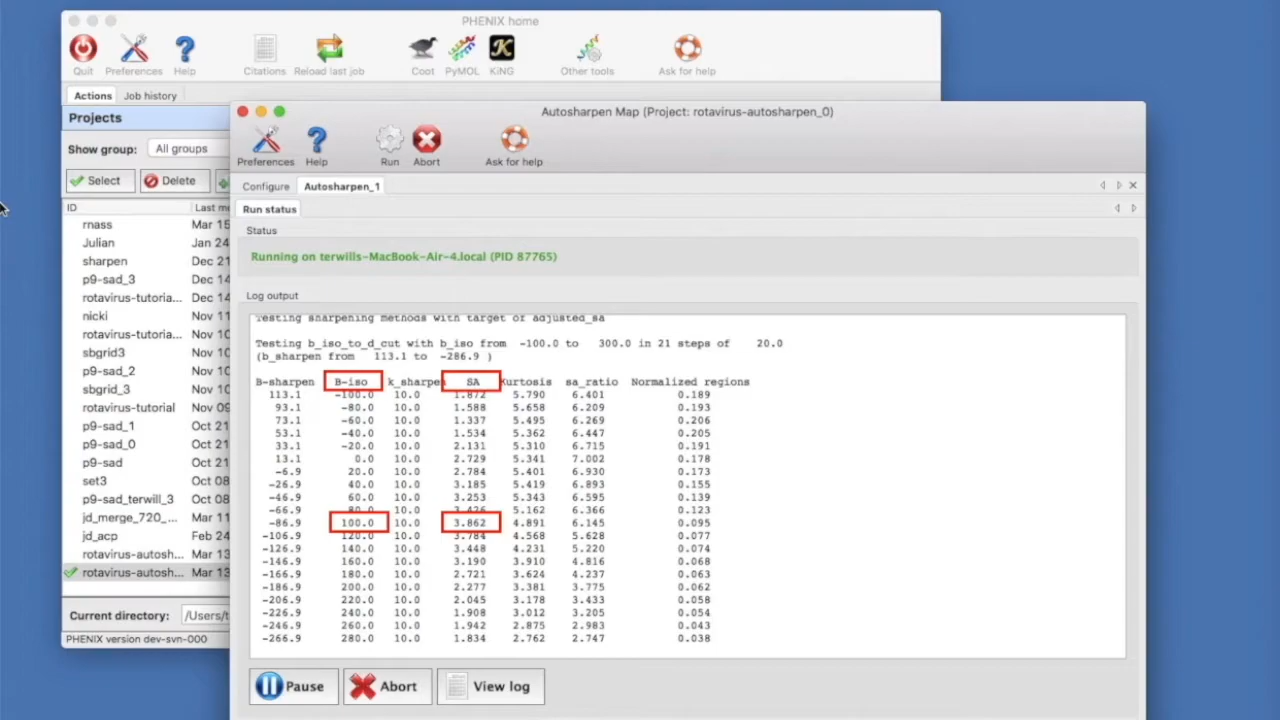 PHENIX home
Quit Preferences Help Citations Reload last job Coot PyMOL KiNG Other tools Ask for help
Actions Job history
Projects
Show group: All groups
Select Delete
ID Last mo
rnass Mar 15
Julian Jan 24
sharpen Dec 21
p9-sad_3 Dec 14
rotavirus-tutoria... Dec 14
nicki Nov 11
rotavirus-tutoria... Nov 10
sbgrid3 Nov 10
p9-sad_2 Nov 10
sbgrid_3 Nov 10
rotavirus-tutorial Nov 09
p9-sad_1 Oct 21
p9-sad_0 Oct 21
p9-sad Oct 21
set3 Oct 08
p9-sad_terwill_3 Oct 08
jd_merge_720_... Mar 11
jd_acp Feb 24
rotavirus-autosh... Mar 13
rotavirus-autosh... Mar 13
Current directory: /Users/t
PHENIX version dev-svn-000
Autosharpen Map (Project: rotavirus-autosharpen_0)
Preferences Help Run Abort Ask for help
Configure Autosharpen_1
Run status
Status
Running on terwills-MacBook-Air-4.local (PID 87765)
Log output
Testing sharpening methods with target of adjusted_sa
Testing b_iso_to_d_cut with b_iso from -100.0 to 300.0 in 21 steps of 20.0
(b_sharpen from 113.1 to -286.9 )
B-sharpen B-iso k_sharpen SA Kurtosis sa_ratio Normalized regions
113.1 -100.0 10.0 1.872 5.790 6.401 0.189
93.1 -80.0 10.0 1.588 5.658 6.209 0.193
73.1 -60.0 10.0 1.337 5.495 6.269 0.206
53.1 -40.0 10.0 1.534 5.362 6.447 0.205
33.1 -20.0 10.0 2.131 5.310 6.715 0.191
13.1 0.0 10.0 2.729 5.341 7.002 0.178
-6.9 20.0 10.0 2.784 5.401 6.930 0.173
-26.9 40.0 10.0 3.185 5.419 6.893 0.155
-46.9 60.0 10.0 3.253 5.343 6.595 0.139
-66.9 80.0 10.0 3.426 5.162 6.366 0.123
-86.9 100.0 10.0 3.862 4.891 6.145 0.095
-106.9 120.0 10.0 3.784 4.568 5.628 0.077
-126.9 140.0 10.0 3.448 4.231 5.220 0.074
-146.9 160.0 10.0 3.190 3.910 4.816 0.068
-166.9 180.0 10.0 2.721 3.624 4.237 0.063
-186.9 200.0 10.0 2.277 3.381 3.775 0.062
-206.9 220.0 10.0 2.045 3.178 3.433 0.058
-226.9 240.0 10.0 1.908 3.012 3.205 0.054
-246.9 260.0 10.0 1.942 2.875 2.983 0.043
-266.9 280.0 10.0 1.834 2.762 2.747 0.038
Pause Abort View log